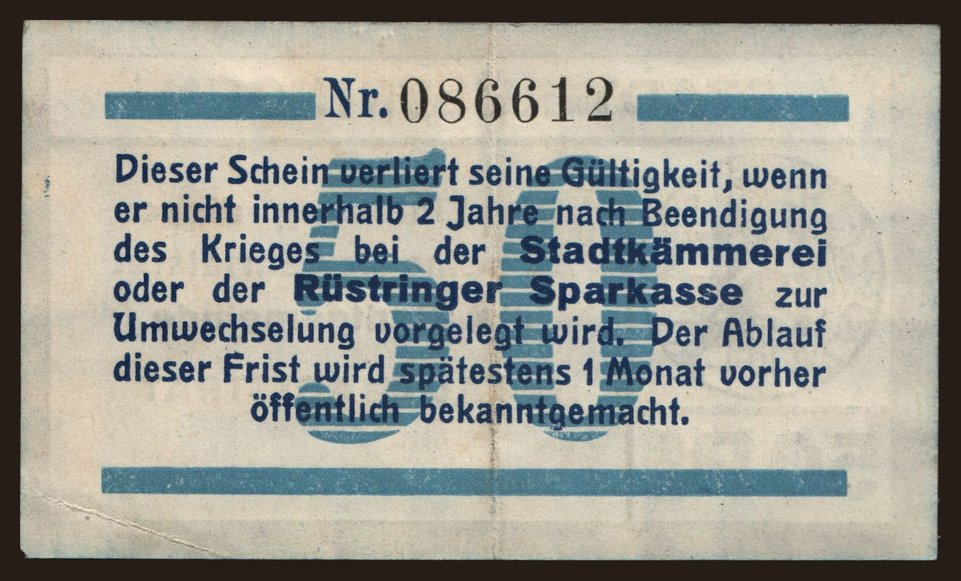 Nr. 086612
50
Dieser Schein verliert seine Gültigkeit, wenn
er nicht innerhalb 2 Jahre nach Beendigung
des Krieges bei der Stadtkämmerei
oder der Rüstringer Sparkasse zur
Umwechselung vorgelegt wird. Der Ablauf
dieser Frist wird spätestens 1 Monat vorher
öffentlich bekanntgemacht.